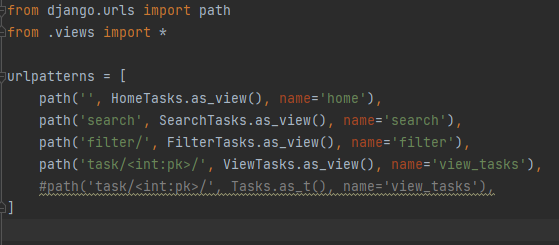 from django.urls import path
from .views import *

urlpatterns = [
    path('', HomeTasks.as_view(), name='home'),
    path('search', SearchTasks.as_view(), name='search'),
    path('filter/', FilterTasks.as_view(), name='filter'),
    path('task/<int:pk>/', ViewTasks.as_view(), name='view_tasks'),
    #path('task/<int:pk>/', Tasks.as_t(), name='view_tasks'),
]